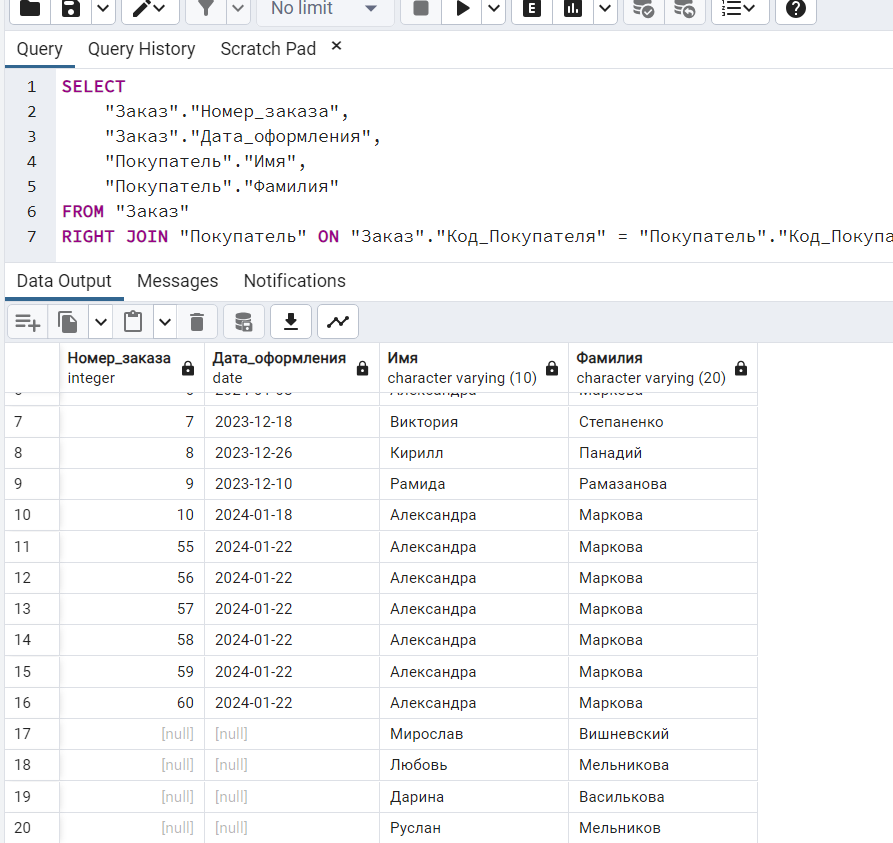 No limit
E
?
Query Query History Scratch Pad ✕
1 SELECT
2 "Заказ"."Номер_заказа",
3 "Заказ"."Дата_оформления",
4 "Покупатель"."Имя",
5 "Покупатель"."Фамилия"
6 FROM "Заказ"
7 RIGHT JOIN "Покупатель" ON "Заказ"."Код_Покупателя" = "Покупатель"."Код_Покупа
Data Output Messages Notifications
Номер_заказа Дата_оформления Имя Фамилия
integer date character varying (10) character varying (20)
Александра Маркова
7 7 2023-12-18 Виктория Степаненко
8 8 2023-12-26 Кирилл Панадий
9 9 2023-12-10 Рамида Рамазанова
10 10 2024-01-18 Александра Маркова
11 55 2024-01-22 Александра Маркова
12 56 2024-01-22 Александра Маркова
13 57 2024-01-22 Александра Маркова
14 58 2024-01-22 Александра Маркова
15 59 2024-01-22 Александра Маркова
16 60 2024-01-22 Александра Маркова
17 [null] [null] Мирослав Вишневский
18 [null] [null] Любовь Мельникова
19 [null] [null] Дарина Василькова
20 [null] [null] Руслан Мельников